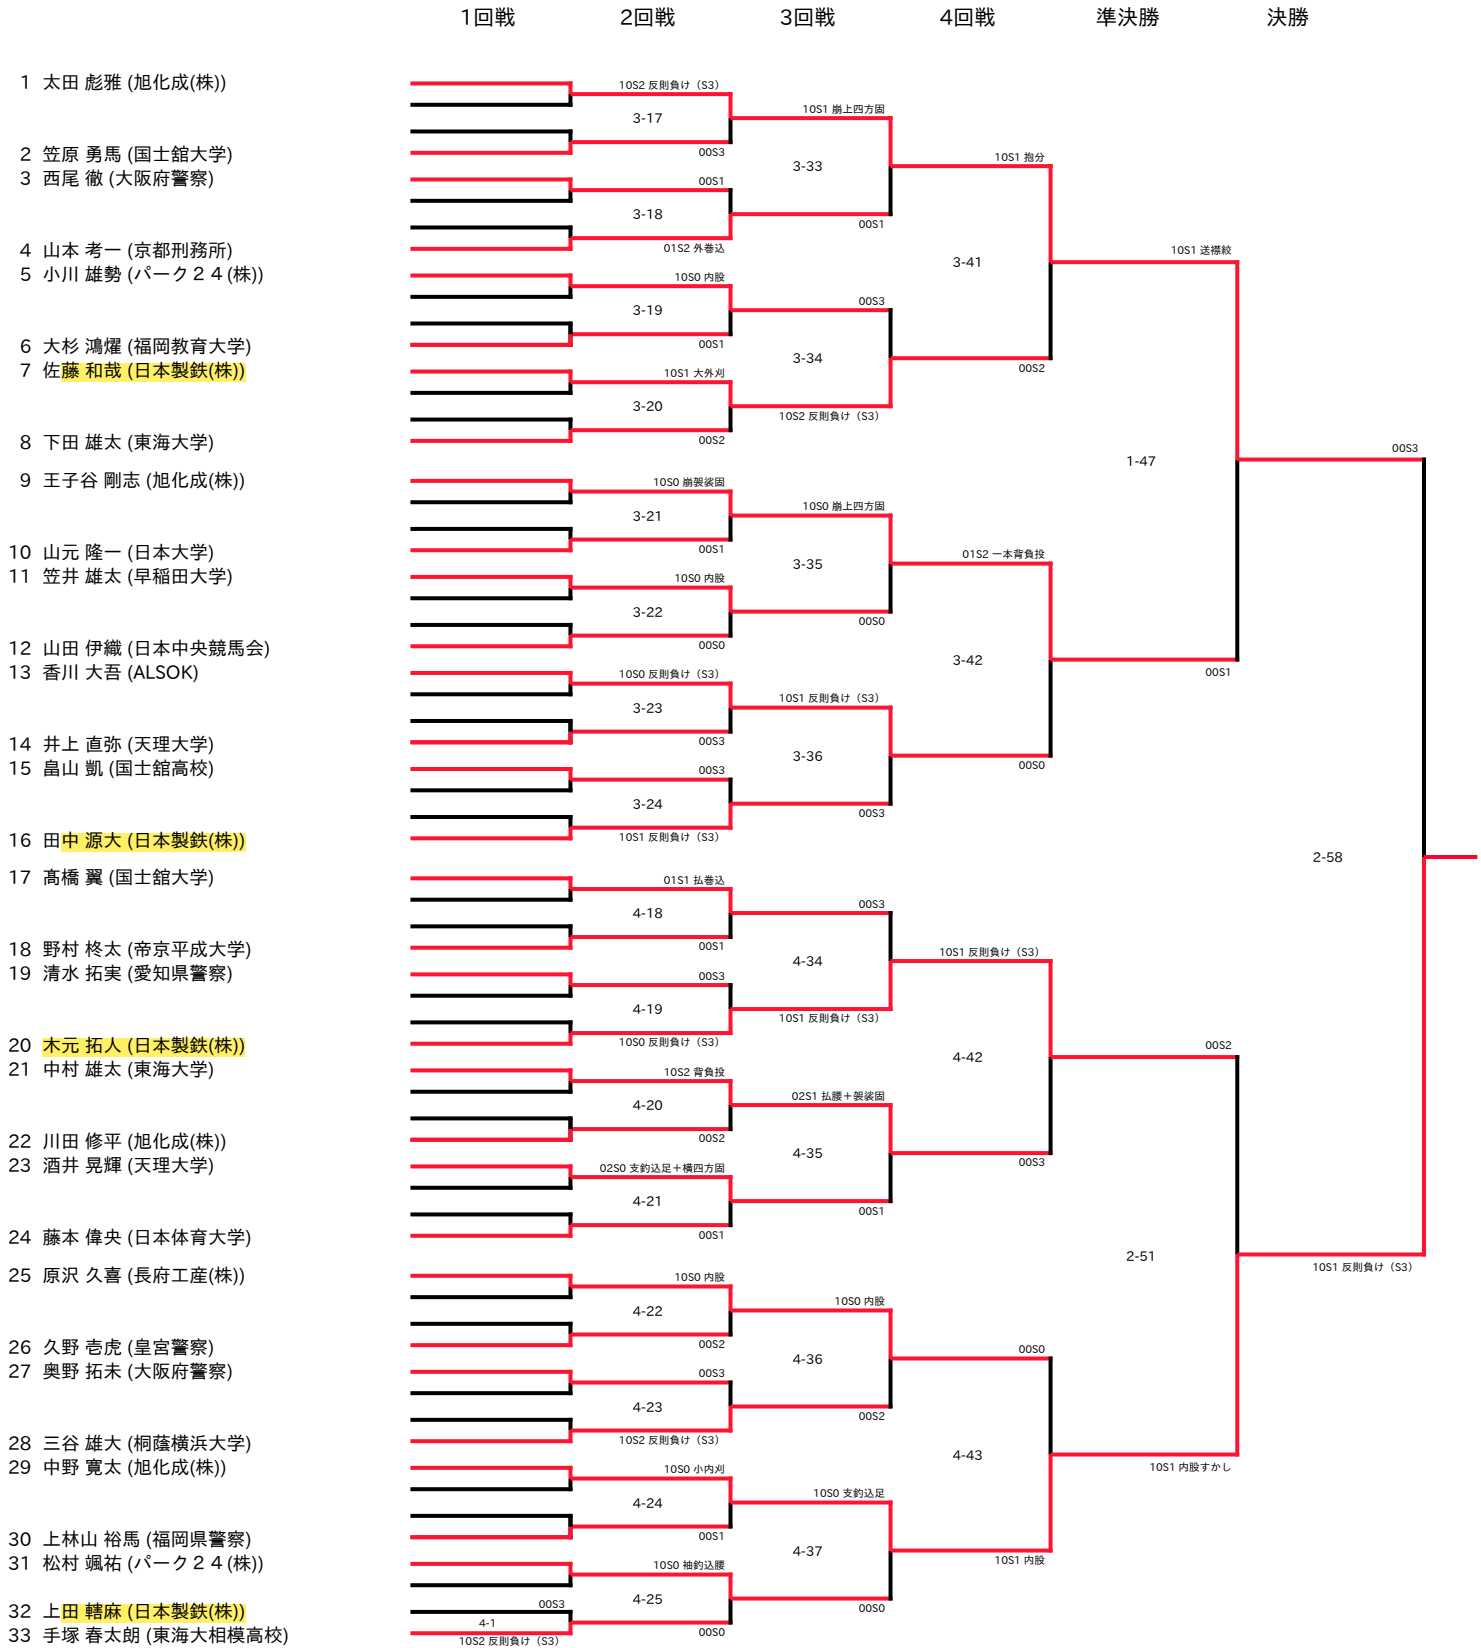 1回戦 2回戦 3回戦 4回戦 準決勝 決勝
1 太田 彪雅 (旭化成(株))
10S2 反則負け（S3）
10S1 崩上四方固
3-17
2 笠原 勇馬 (国士舘大学)
00S3
10S1 抱分
3-33
3 西尾 徹 (大阪府警察)
00S1
3-18
00S1
4 山本 考一 (京都刑務所)
01S2 外巻込
10S1 送襟絞
3-41
5 小川 雄勢 (パーク２４(株))
10S0 内股
00S3
3-19
6 大杉 鴻燿 (福岡教育大学)
00S1
3-34
00S2
7 佐藤 和哉 (日本製鉄(株))
10S1 大外刈
3-20
10S2 反則負け（S3）
8 下田 雄太 (東海大学)
00S2
00S3
1-47
9 王子谷 剛志 (旭化成(株))
10S0 崩袈裟固
10S0 崩上四方固
3-21
10 山元 隆一 (日本大学)
00S1
01S2 一本背負投
3-35
11 笠井 雄太 (早稲田大学)
10S0 内股
3-22
00S0
12 山田 伊織 (日本中央競馬会)
00S0
3-42
00S1
13 香川 大吾 (ALSOK)
10S0 反則負け（S3）
10S1 反則負け（S3）
3-23
14 井上 直弥 (天理大学)
00S3
3-36
00S0
15 畠山 凱 (国士舘高校)
00S3
3-24
00S3
16 田中 源大 (日本製鉄(株))
10S1 反則負け（S3）
2-58
17 髙橋 翼 (国士舘大学)
01S1 払巻込
00S3
4-18
18 野村 柊太 (帝京平成大学)
00S1
10S1 反則負け（S3）
4-34
19 清水 拓実 (愛知県警察)
00S3
4-19
10S1 反則負け（S3）
20 木元 拓人 (日本製鉄(株))
10S0 反則負け（S3）
00S2
4-42
21 中村 雄太 (東海大学)
10S2 背負投
02S1 払腰＋袈裟固
4-20
22 川田 修平 (旭化成(株))
00S2
4-35
00S3
23 酒井 晃輝 (天理大学)
02S0 支釣込足＋横四方固
4-21
00S1
24 藤本 偉央 (日本体育大学)
00S1
2-51
10S1 反則負け（S3）
25 原沢 久喜 (長府工産(株))
10S0 内股
10S0 内股
4-22
26 久野 壱虎 (皇宮警察)
00S2
00S0
4-36
27 奥野 拓未 (大阪府警察)
00S3
4-23
00S2
28 三谷 雄大 (桐蔭横浜大学)
10S2 反則負け（S3）
4-43
10S1 内股すかし
29 中野 寛太 (旭化成(株))
10S0 小内刈
10S0 支釣込足
4-24
30 上林山 裕馬 (福岡県警察)
00S1
4-37
10S1 内股
31 松村 颯祐 (パーク２４(株))
10S0 袖釣込腰
4-25
00S0
32 上田 轄麻 (日本製鉄(株))
00S3
4-1
00S0
33 手塚 春太朗 (東海大相模高校)
10S2 反則負け（S3）